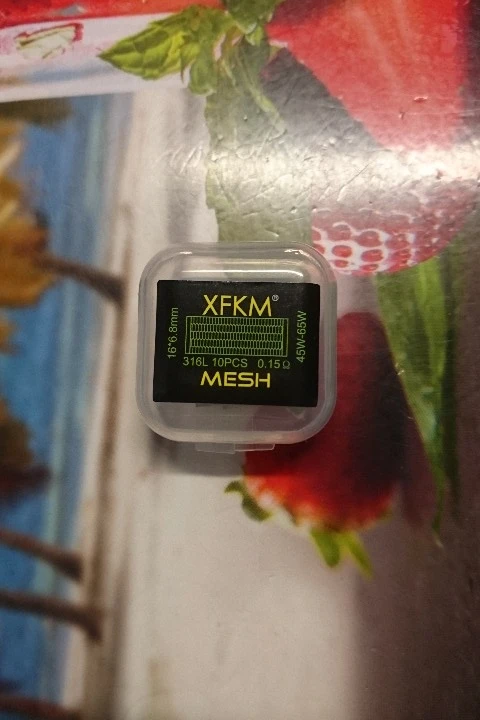 XFKM®
16*6.8mm
45W-65W
316L 10PCS 0.15Ω
MESH